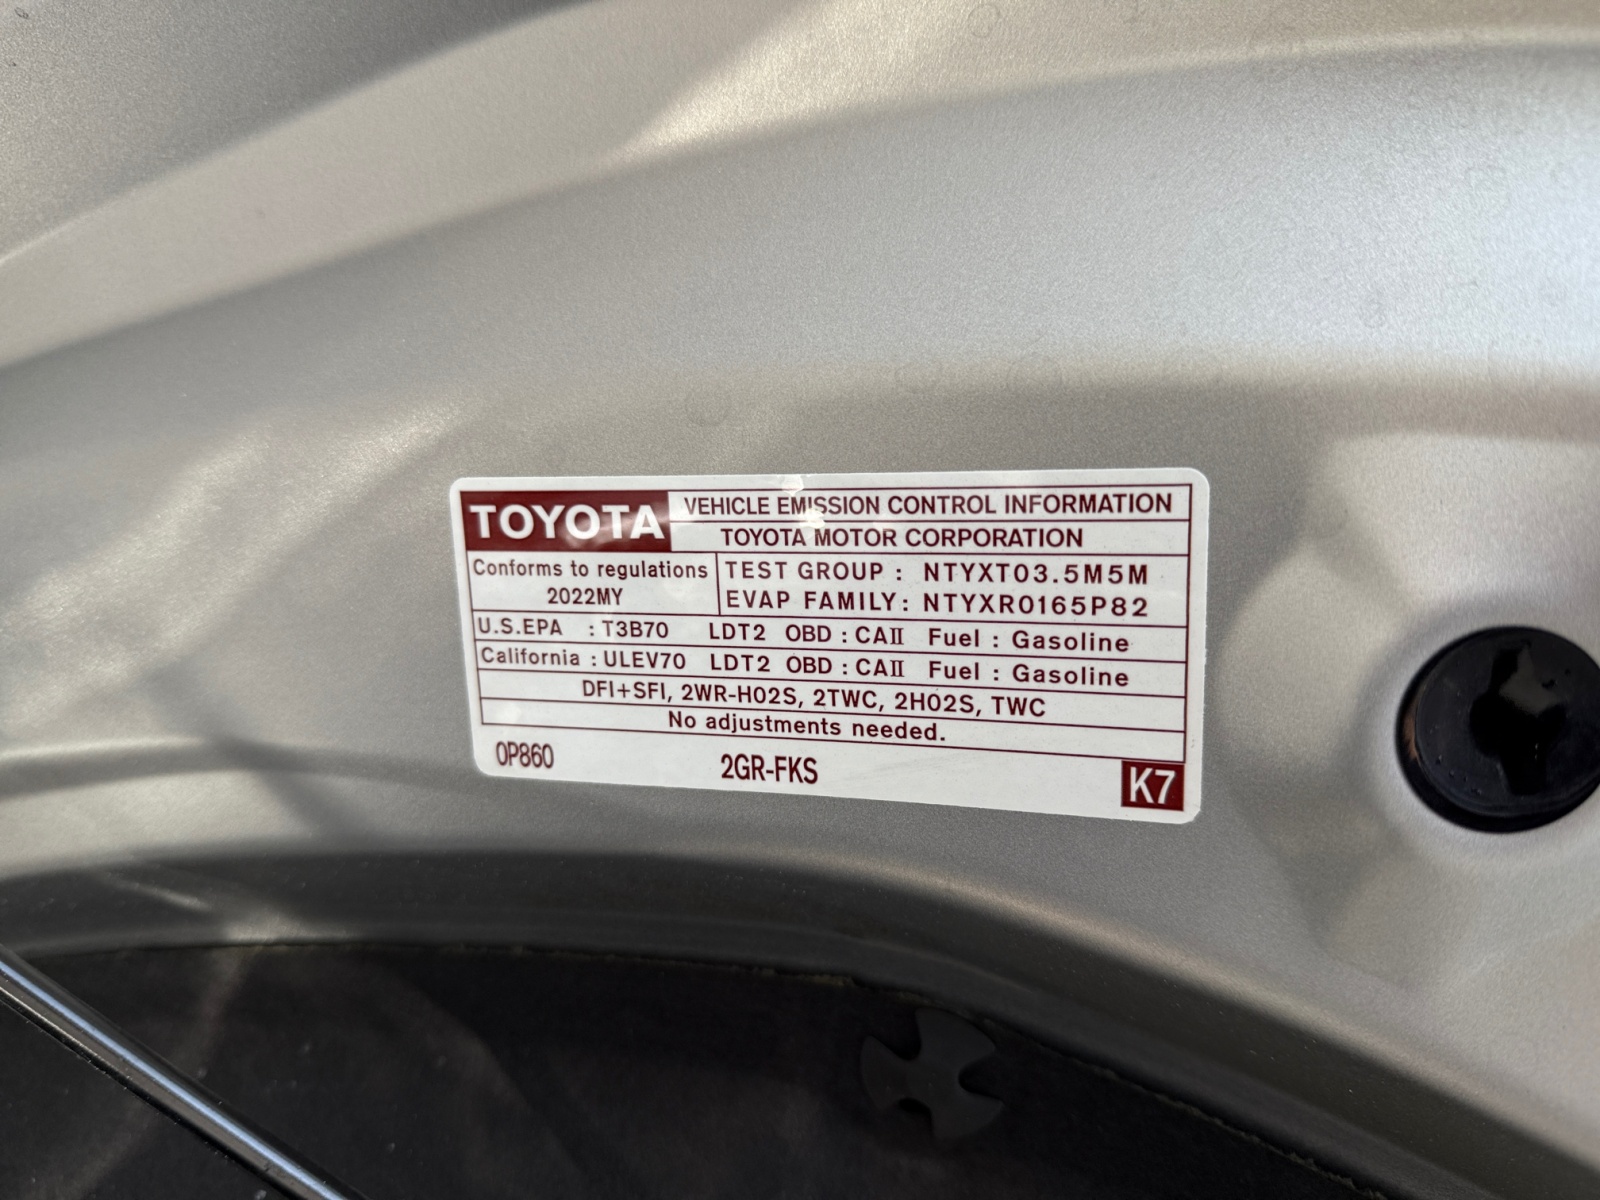 TOYOTA VEHICLE EMISSION CONTROL INFORMATION
TOYOTA MOTOR CORPORATION
Conforms to regulations
2022MY
TEST GROUP : NTYXT03.5M5M
EVAP FAMILY: NTYXR0165P82
U.S.EPA : T3B70 LDT2 OBD : CAII Fuel : Gasoline
California : ULEV70 LDT2 OBD : CAII Fuel : Gasoline
DFI+SFI, 2WR-HO2S, 2TWC, 2HO2S, TWC
No adjustments needed.
0P860 2GR-FKS K7